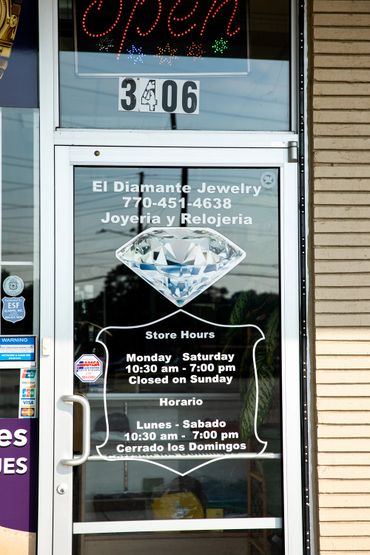 open
3406
El Diamante Jewelry
770-451-4638
Joyeria y Relojeria
Store Hours
Monday Saturday
10:30 am - 7:00 pm
Closed on Sunday
Horario
Lunes - Sabado
10:30 am - 7:00 pm
Cerrado los Domingos
ESF
WARNING
VISA
es
UES